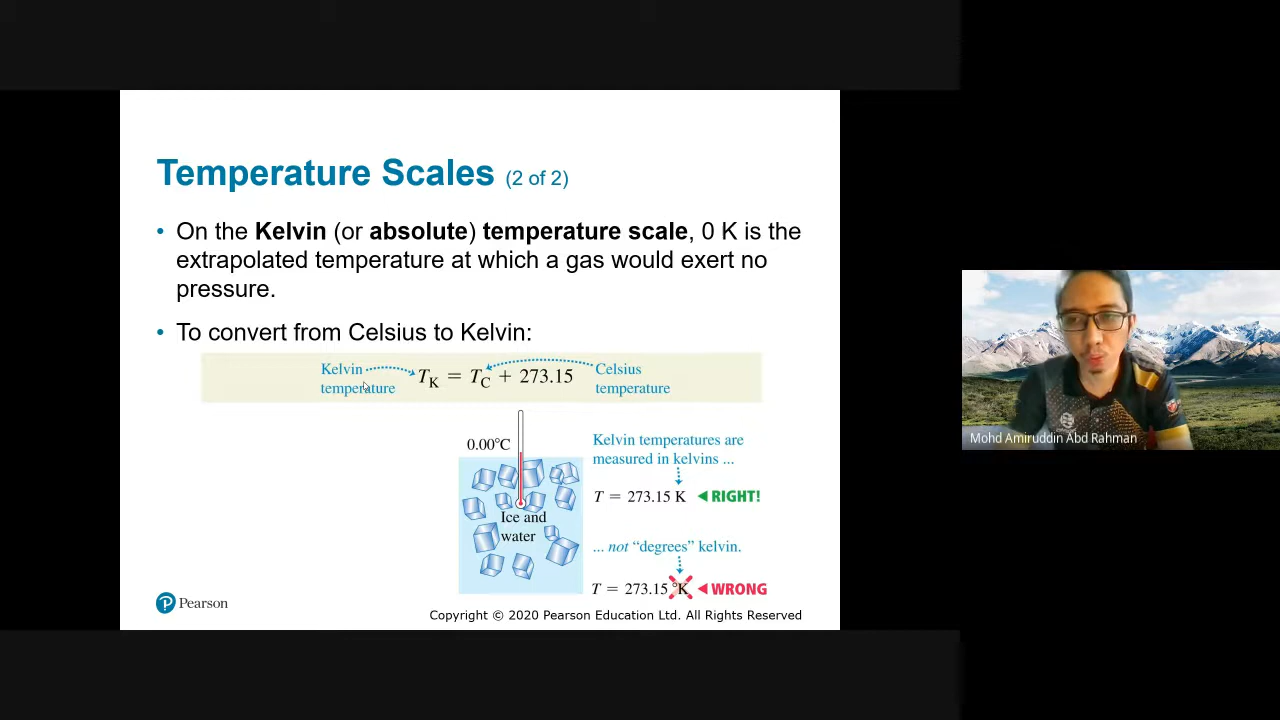 Temperature Scales (2 of 2)
• On the Kelvin (or absolute) temperature scale, 0 K is the
extrapolated temperature at which a gas would exert no
pressure.
• To convert from Celsius to Kelvin:
Kelvin
temperature
T_K = T_C + 273.15
Celsius
temperature
0.00°C
Ice and
water
Kelvin temperatures are
measured in kelvins ...
T = 273.15 K ◄ RIGHT!
... not “degrees” kelvin.
T = 273.15 °K ◄ WRONG
P Pearson
Copyright © 2020 Pearson Education Ltd. All Rights Reserved
Mohd Amiruddin Abd Rahman